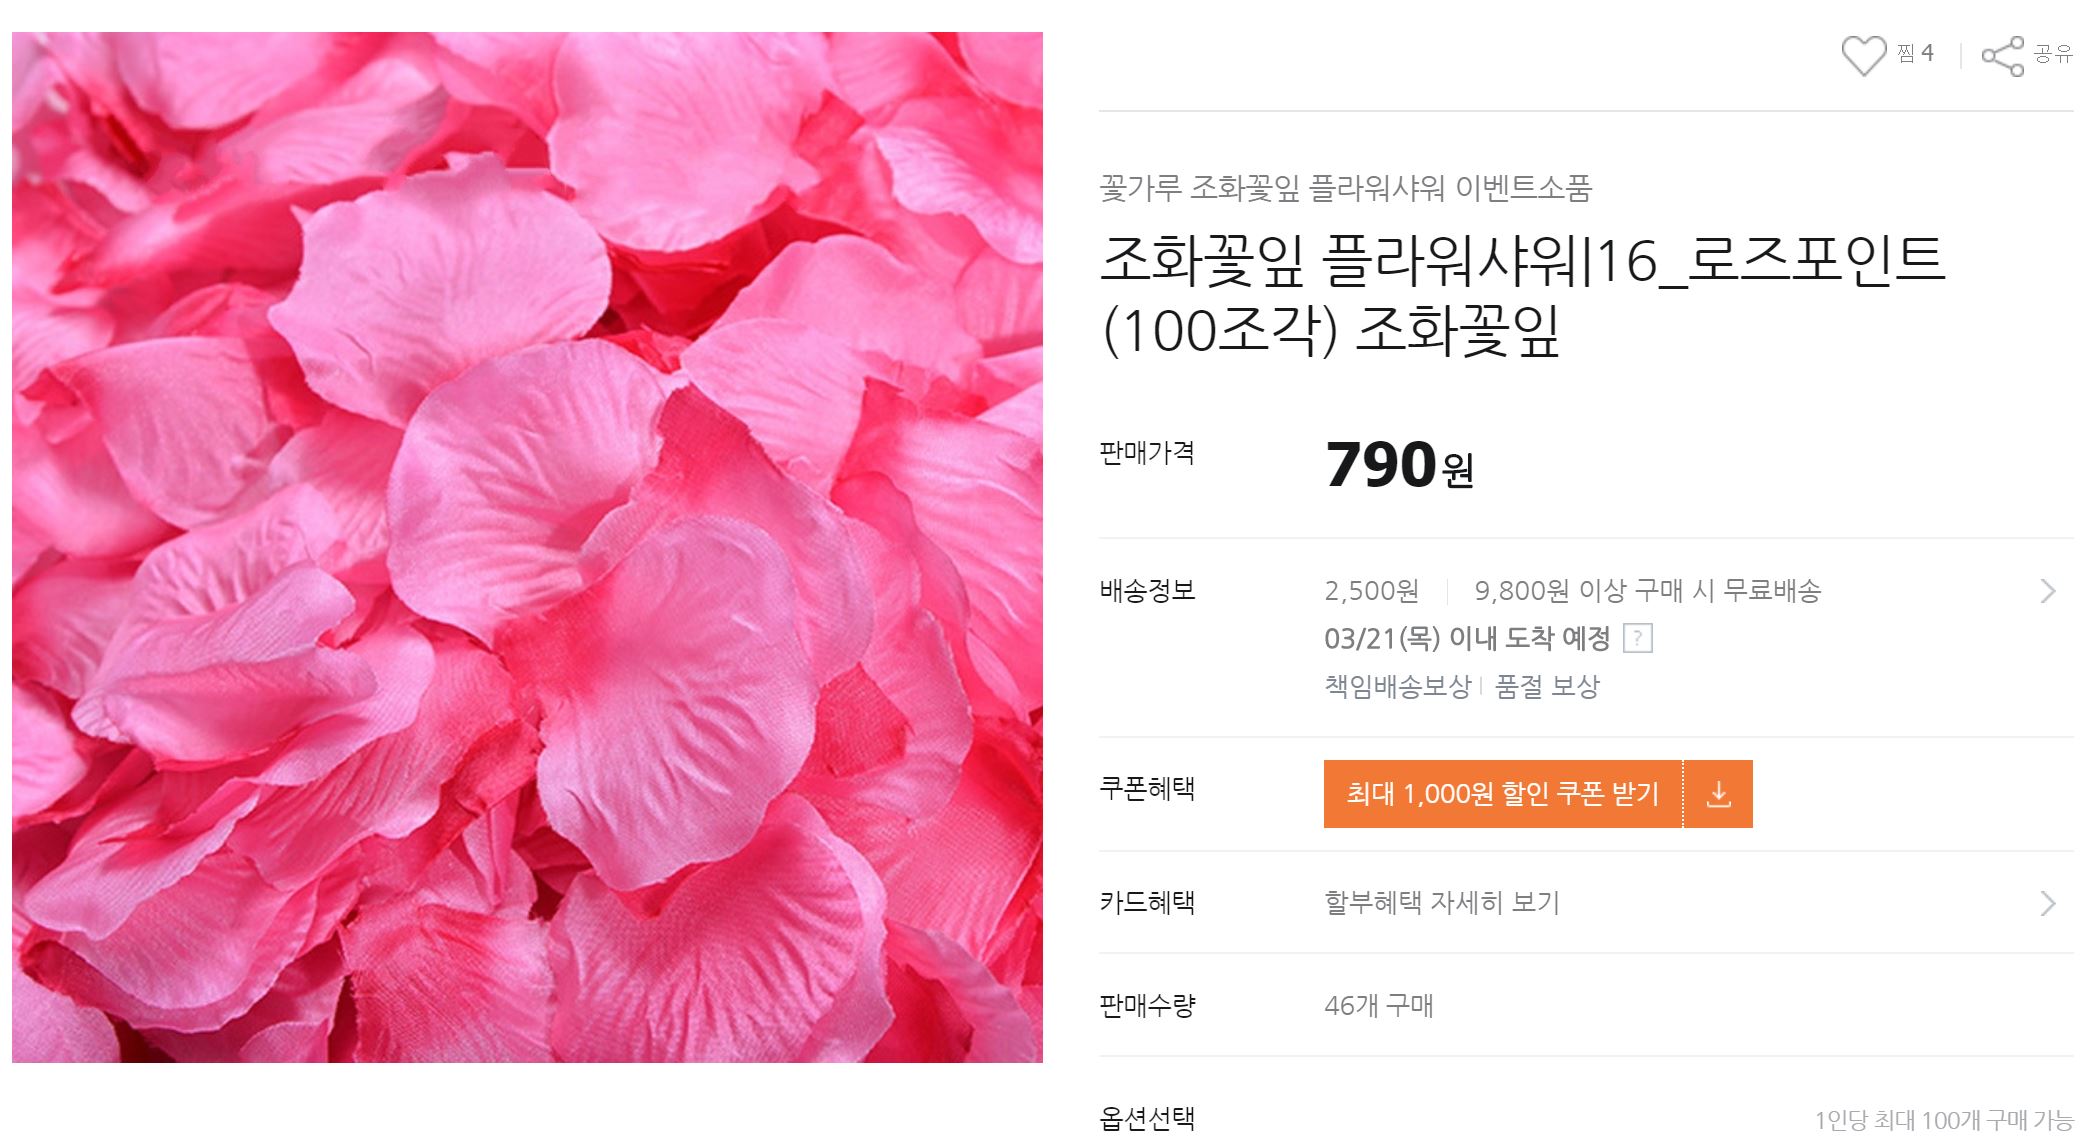 찜 4
공유
꽃가루 조화꽃잎 플라워샤워 이벤트소품
조화꽃잎 플라워샤워|16_로즈포인트
(100조각) 조화꽃잎
판매가격
790원
배송정보
2,500원 | 9,800원 이상 구매 시 무료배송
03/21(목) 이내 도착 예정 ?
책임배송보상 | 품절 보상
쿠폰혜택
최대 1,000원 할인 쿠폰 받기
카드혜택
할부혜택 자세히 보기
판매수량
46개 구매
옵션선택
1인당 최대 100개 구매 가능